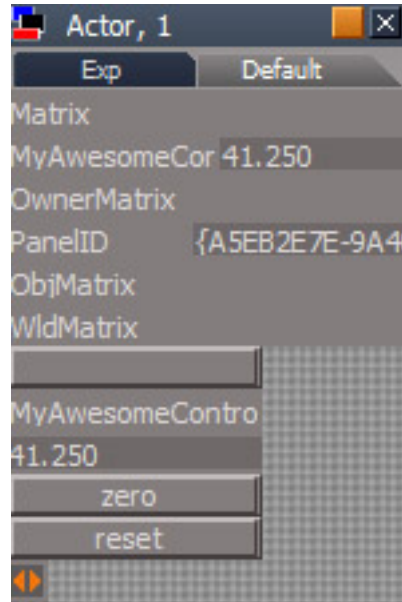 Actor, 1
Exp Default
Matrix
MyAwesomeCor 41.250
OwnerMatrix
PanelID {A5EB2E7E-9A4
ObjMatrix
WldMatrix
MyAwesomeContro
41.250
zero
reset